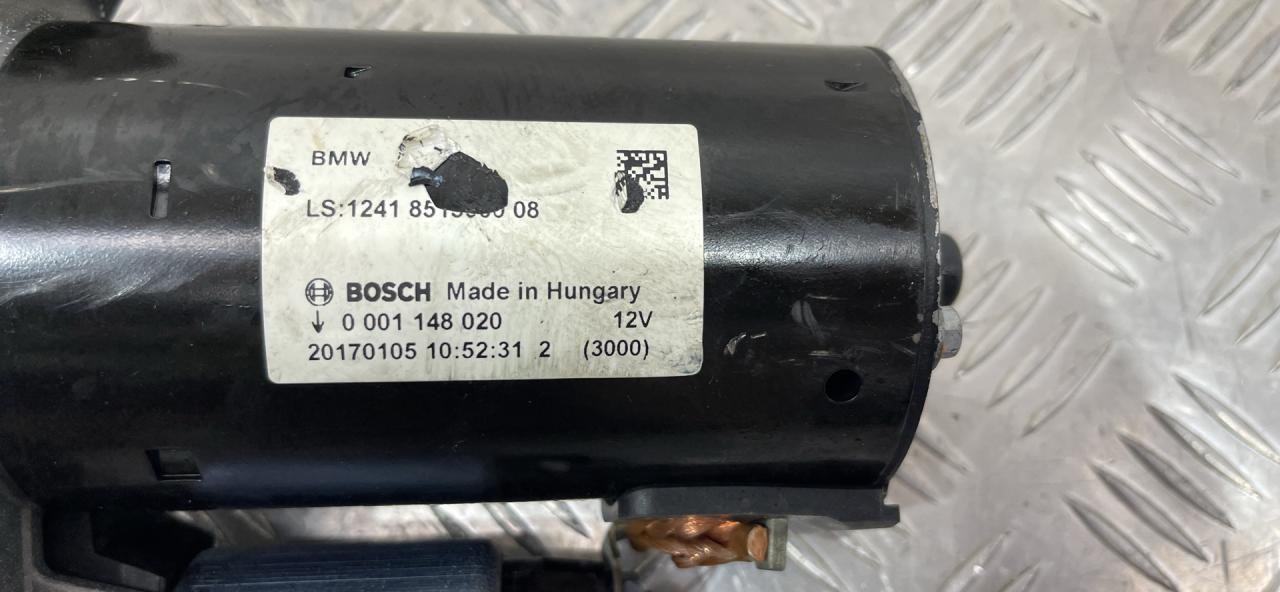 BMW
LS:1241 08
BOSCH Made in Hungary
0 001 148 020 12V
20170105 10:52:31 2 (3000)